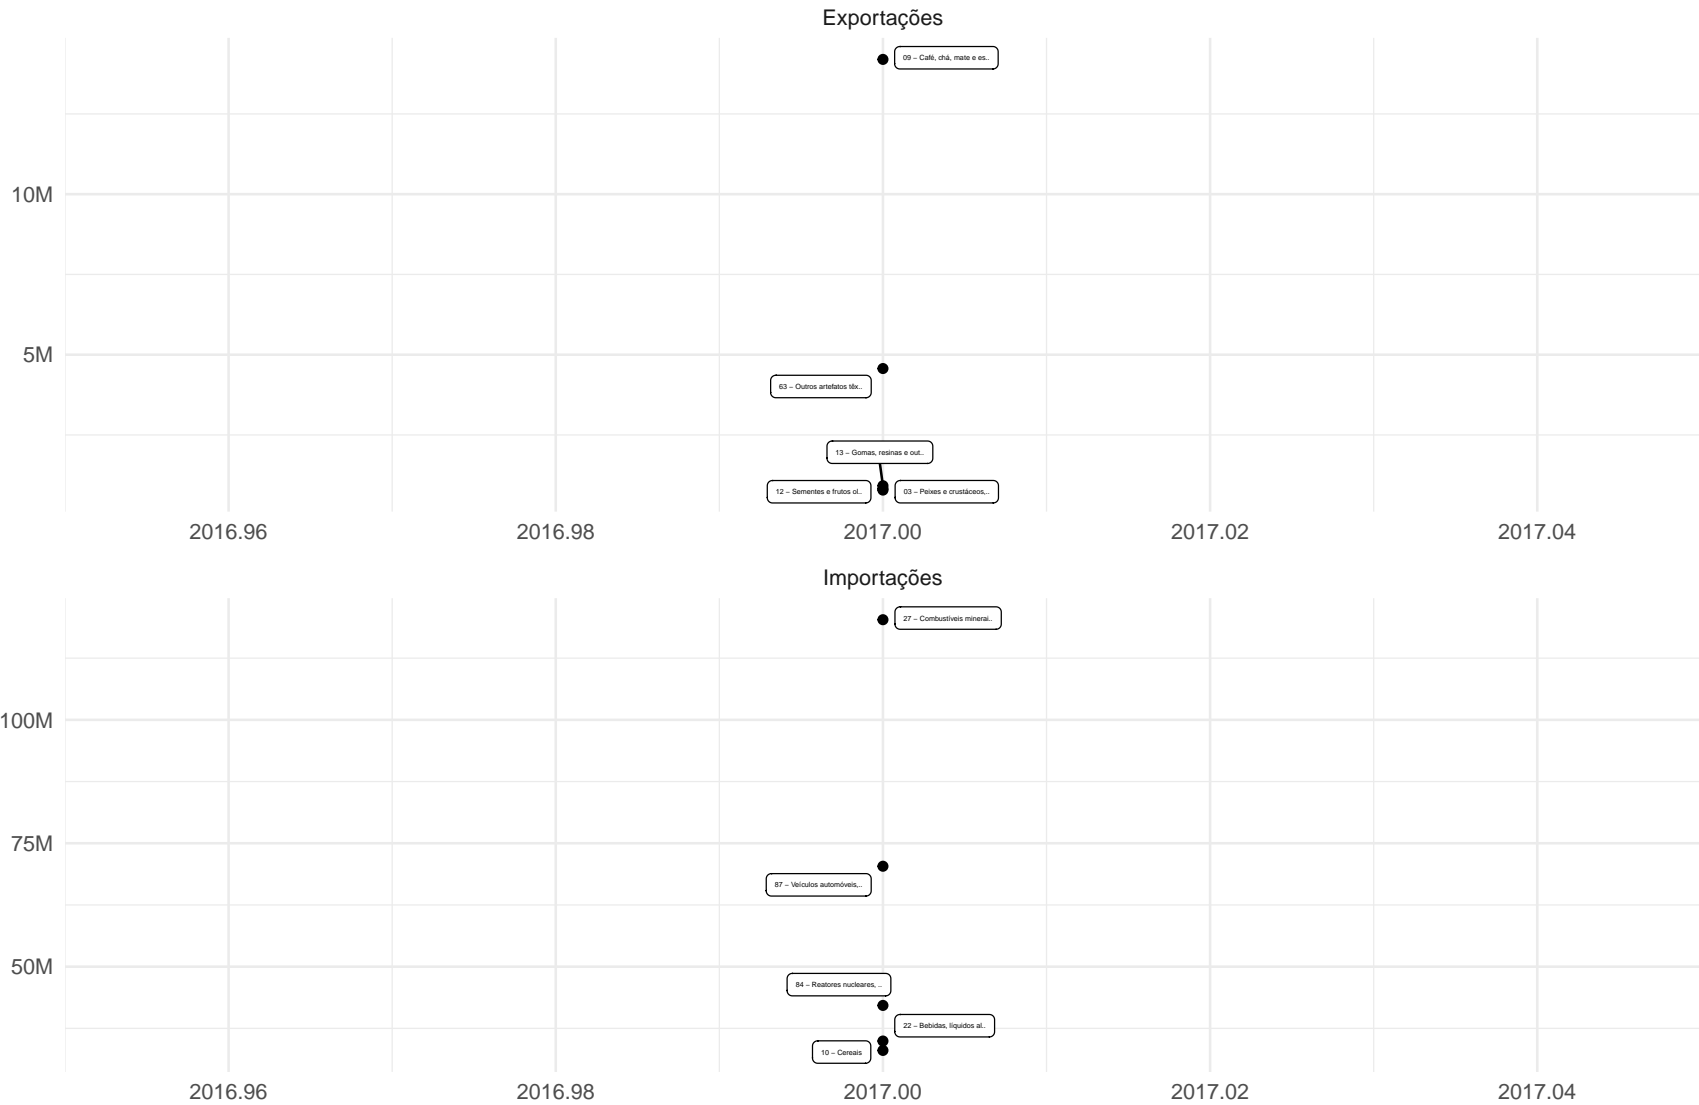 Exportações
09 – Café, chá, mate e es..
10M
5M
63 – Outros artefatos têx..
13 – Gomas, resinas e out..
12 – Sementes e frutos ol..
03 – Peixes e crustáceos,..
2016.96
2016.98
2017.00
2017.02
2017.04
Importações
27 – Combustíveis minerai..
100M
75M
87 – Veículos automóveis,..
50M
84 – Reatores nucleares, ..
22 – Bebidas, líquidos al..
10 – Cereais
2016.96
2016.98
2017.00
2017.02
2017.04